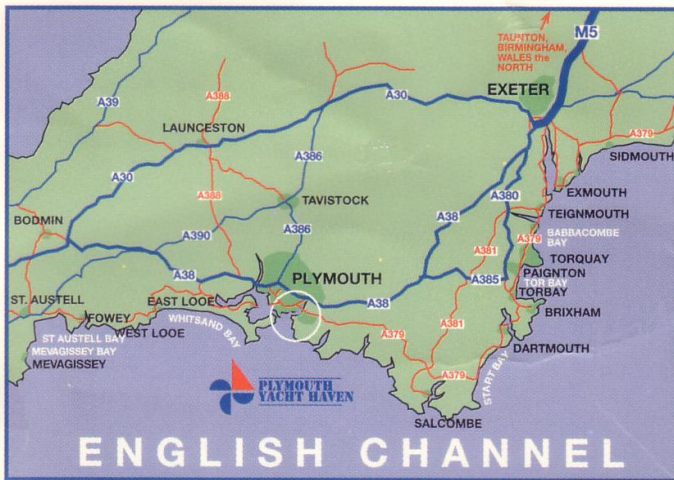 TAUNTON,
BIRMINGHAM,
WALES the
NORTH
M5
EXETER
A39
A388
A30
LAUNCESTON
A386
A379
SIDMOUTH
A30
A388
TAVISTOCK
A380
EXMOUTH
TEIGNMOUTH
BODMIN
A390
A386
A38
A381
A379
BABBACOMBE
BAY
TORQUAY
A38
PLYMOUTH
A385
PAIGNTON
TOR BAY
TORBAY
ST. AUSTELL
EAST LOOE
A38
BRIXHAM
FOWEY
WEST LOOE
WHITSAND BAY
A379
A381
ST AUSTELL BAY
MEVAGISSEY BAY
MEVAGISSEY
DARTMOUTH
START BAY
A379
PLYMOUTH
YACHT HAVEN
SALCOMBE
ENGLISH CHANNEL